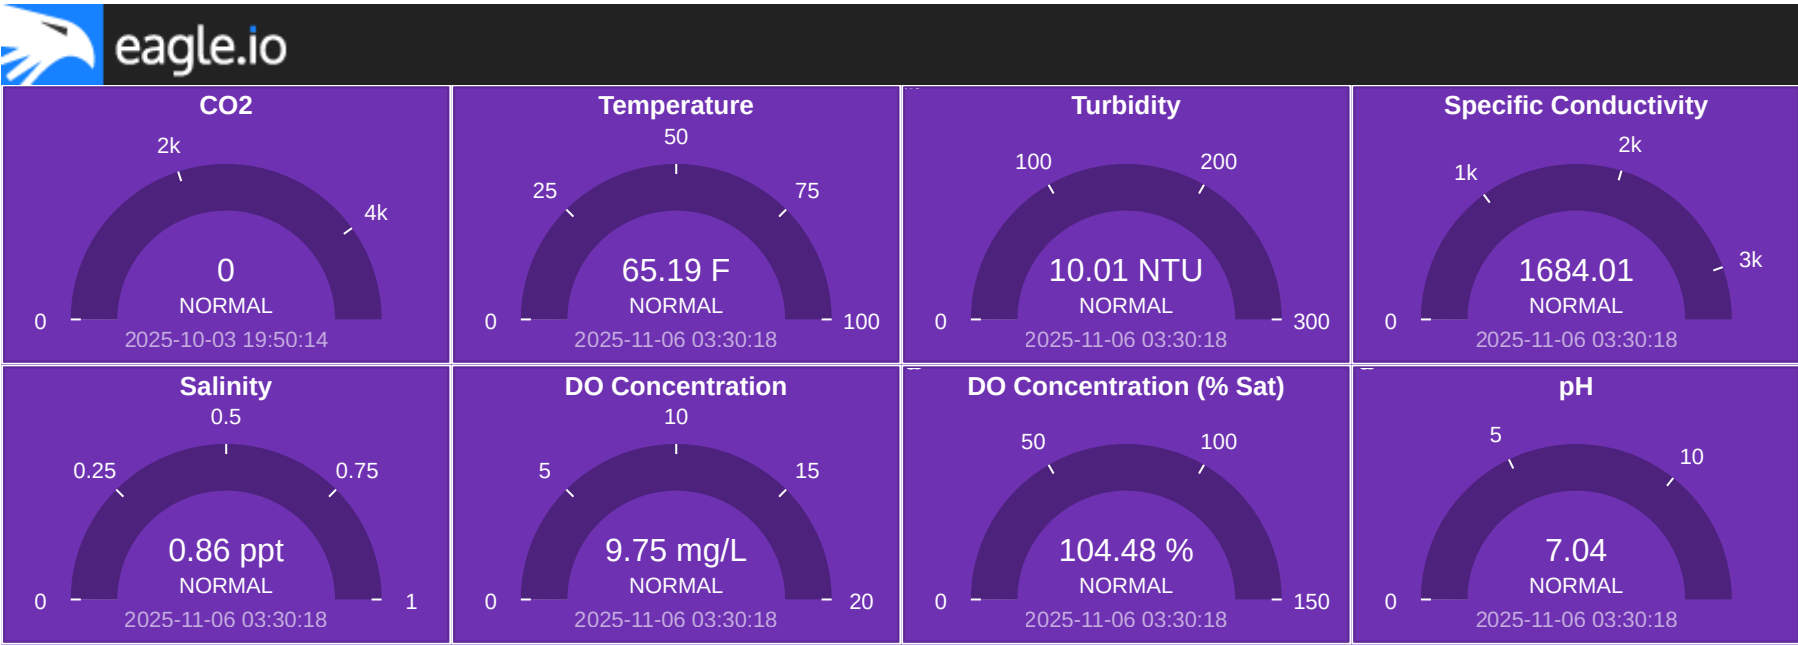 eagle.io
CO2
2k
4k
0
0
NORMAL
2025-10-03 19:50:14
Temperature
50
25
75
0
100
65.19 F
NORMAL
2025-11-06 03:30:18
Turbidity
100
200
0
300
10.01 NTU
NORMAL
2025-11-06 03:30:18
Specific Conductivity
2k
1k
3k
0
1684.01
NORMAL
2025-11-06 03:30:18
Salinity
0.5
0.25
0.75
0
1
0.86 ppt
NORMAL
2025-11-06 03:30:18
DO Concentration
10
5
15
0
20
9.75 mg/L
NORMAL
2025-11-06 03:30:18
DO Concentration (% Sat)
50
100
0
150
104.48 %
NORMAL
2025-11-06 03:30:18
pH
5
10
0
7.04
NORMAL
2025-11-06 03:30:18